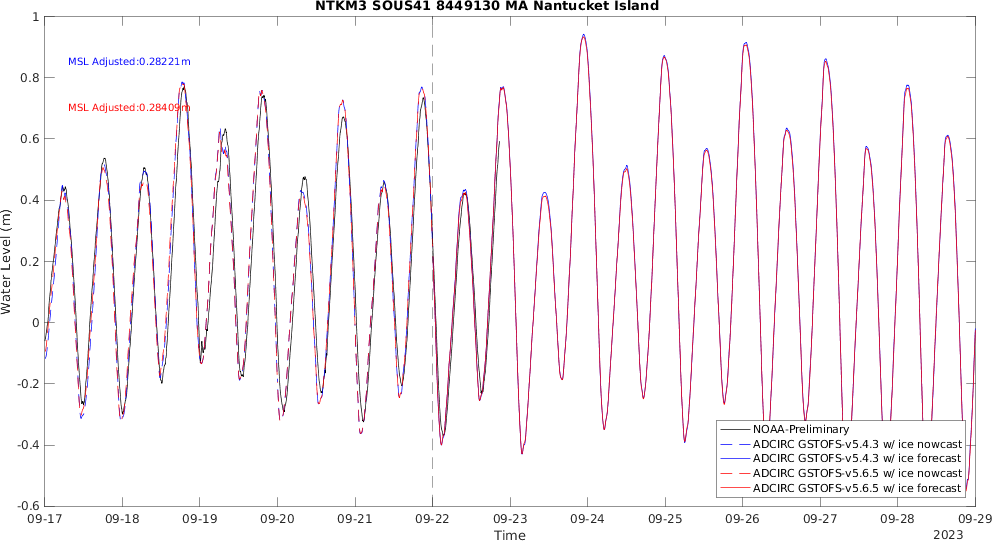 NTKM3 SOUS41 8449130 MA Nantucket Island
1
0.8
0.6
0.4
0.2
0
-0.2
-0.4
-0.6
Water Level (m)
MSL Adjusted:0.28221m
MSL Adjusted:0.28409m
NOAA-Preliminary
ADCIRC GSTOFS-v5.4.3 w/ ice nowcast
ADCIRC GSTOFS-v5.4.3 w/ ice forecast
ADCIRC GSTOFS-v5.6.5 w/ ice nowcast
ADCIRC GSTOFS-v5.6.5 w/ ice forecast
09-17 09-18 09-19 09-20 09-21 09-22 09-23 09-24 09-25 09-26 09-27 09-28 09-29
Time
2023